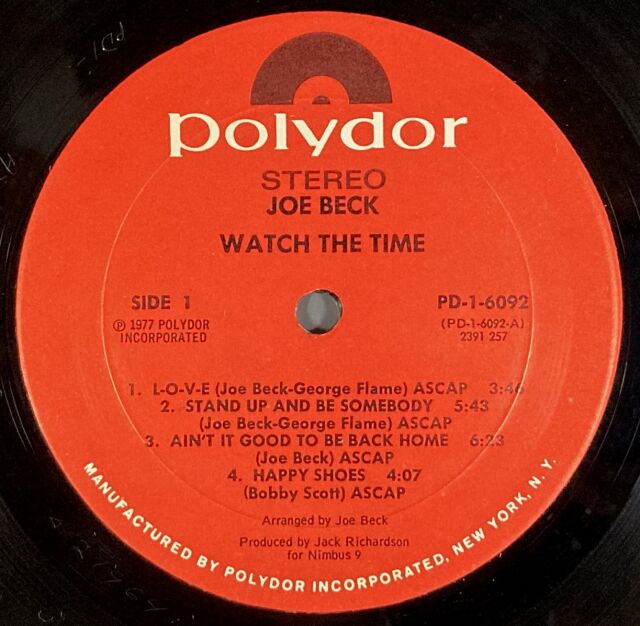 polydor
STEREO
JOE BECK
WATCH THE TIME
SIDE 1
℗ 1977 POLYDOR
INCORPORATED
PD-1-6092
(PD-1-6092-A)
2391 257
1. L-O-V-E (Joe Beck-George Flame) ASCAP 3:46
2. STAND UP AND BE SOMEBODY 5:43
(Joe Beck-George Flame) ASCAP
3. AIN'T IT GOOD TO BE BACK HOME 6:23
(Joe Beck) ASCAP
4. HAPPY SHOES 4:07
(Bobby Scott) ASCAP
Arranged by Joe Beck
Produced by Jack Richardson
for Nimbus 9
MANUFACTURED BY POLYDOR INCORPORATED, NEW YORK, N.Y.